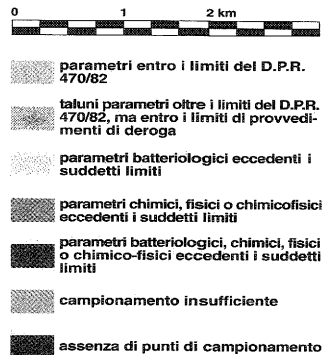 0 1 2 km
parametri entro i limiti del D.P.R.
470/82
taluni parametri oltre i limiti del D.P.R.
470/82, ma entro i limiti di provvedi-
menti di deroga
parametri batteriologici eccedenti i
suddetti limiti
parametri chimici, fisici o chimicofisici
eccedenti i suddetti limiti
parametri batteriologici, chimici, fisici
o chimico-fisici eccedenti i suddetti
limiti
campionamento insufficiente
assenza di punti di campionamento